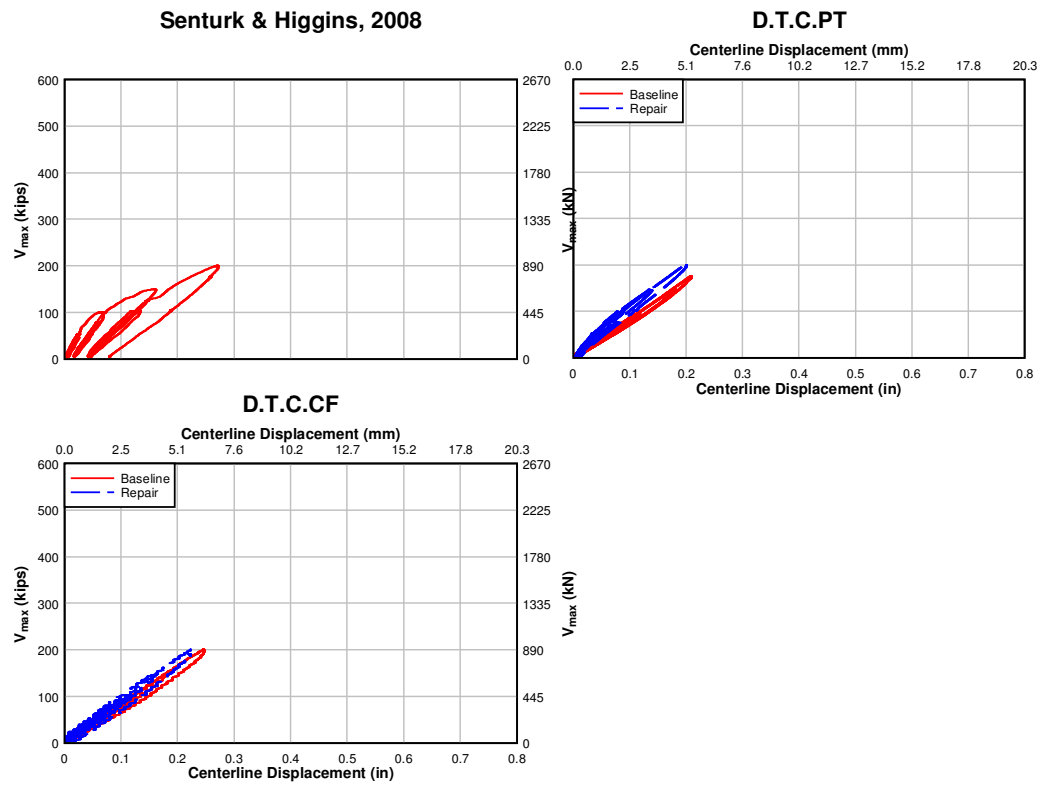 Senturk & Higgins, 2008
V_max (kips)
600
500
400
300
200
100
0
2670
2225
1780
1335
890
445
0
V_max (kN)
D.T.C.PT
Centerline Displacement (mm)
0.0 2.5 5.1 7.6 10.2 12.7 15.2 17.8 20.3
Baseline
Repair
0 0.1 0.2 0.3 0.4 0.5 0.6 0.7 0.8
Centerline Displacement (in)
D.T.C.CF
Centerline Displacement (mm)
0.0 2.5 5.1 7.6 10.2 12.7 15.2 17.8 20.3
Baseline
Repair
V_max (kips)
600
500
400
300
200
100
0
2670
2225
1780
1335
890
445
0
V_max (kN)
0 0.1 0.2 0.3 0.4 0.5 0.6 0.7 0.8
Centerline Displacement (in)